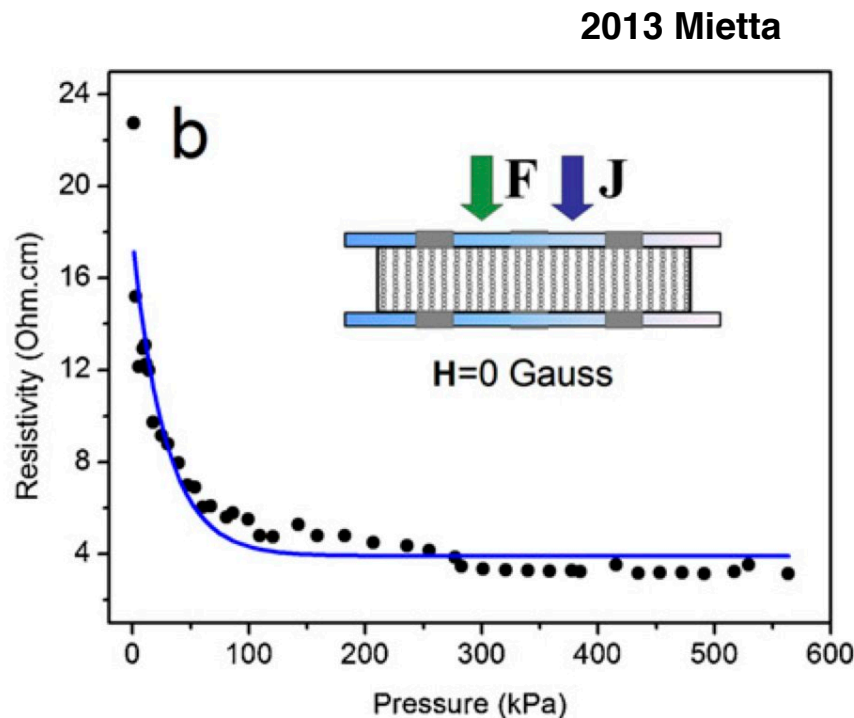 2013 Mietta
b
F J
H=0 Gauss
Resistivity (Ohm.cm)
24
20
16
12
8
4
0 100 200 300 400 500 600
Pressure (kPa)